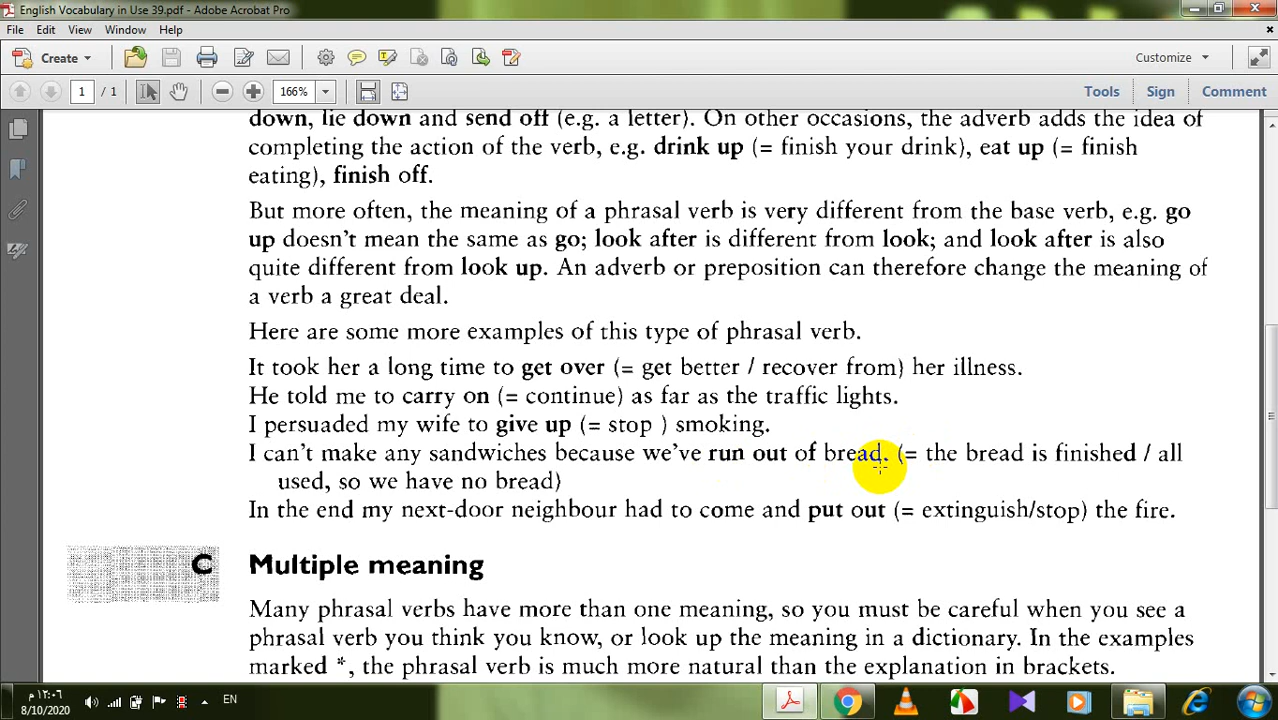 English Vocabulary in Use 39.pdf - Adobe Acrobat Pro
File Edit View Window Help
Create Customize
1 / 1 166% Tools Sign Comment
down, lie down and send off (e.g. a letter). On other occasions, the adverb adds the idea of
completing the action of the verb, e.g. drink up (= finish your drink), eat up (= finish
eating), finish off.
But more often, the meaning of a phrasal verb is very different from the base verb, e.g. go
up doesn't mean the same as go; look after is different from look; and look after is also
quite different from look up. An adverb or preposition can therefore change the meaning of
a verb a great deal.
Here are some more examples of this type of phrasal verb.
It took her a long time to get over (= get better / recover from) her illness.
He told me to carry on (= continue) as far as the traffic lights.
I persuaded my wife to give up (= stop ) smoking.
I can't make any sandwiches because we've run out of bread. (= the bread is finished / all
used, so we have no bread)
In the end my next-door neighbour had to come and put out (= extinguish/stop) the fire.
C Multiple meaning
Many phrasal verbs have more than one meaning, so you must be careful when you see a
phrasal verb you think you know, or look up the meaning in a dictionary. In the examples
marked *, the phrasal verb is much more natural than the explanation in brackets.
م ١٢:٠٦
8/10/2020
EN